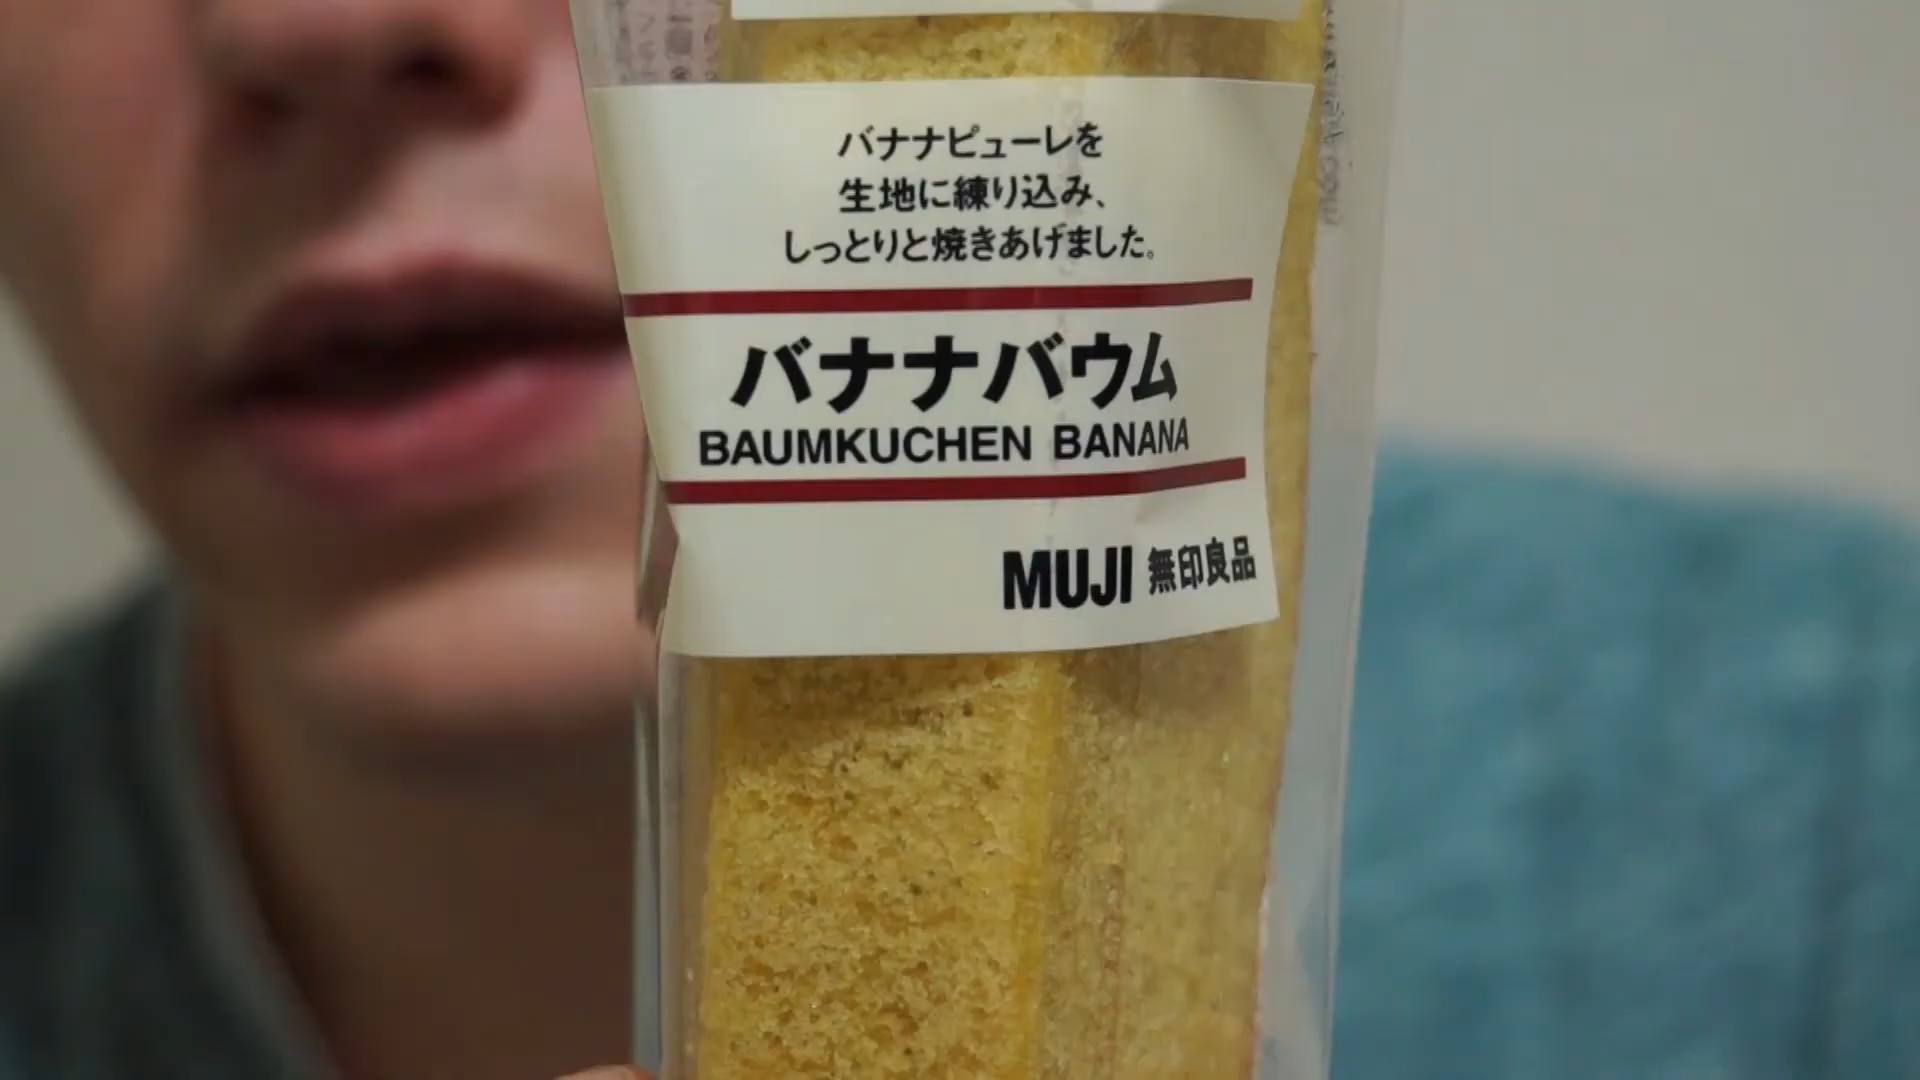 バナナピューレを
生地に練り込み、
しっとりと焼きあげました。
バナナバウム
BAUMKUCHEN BANANA
MUJI 無印良品